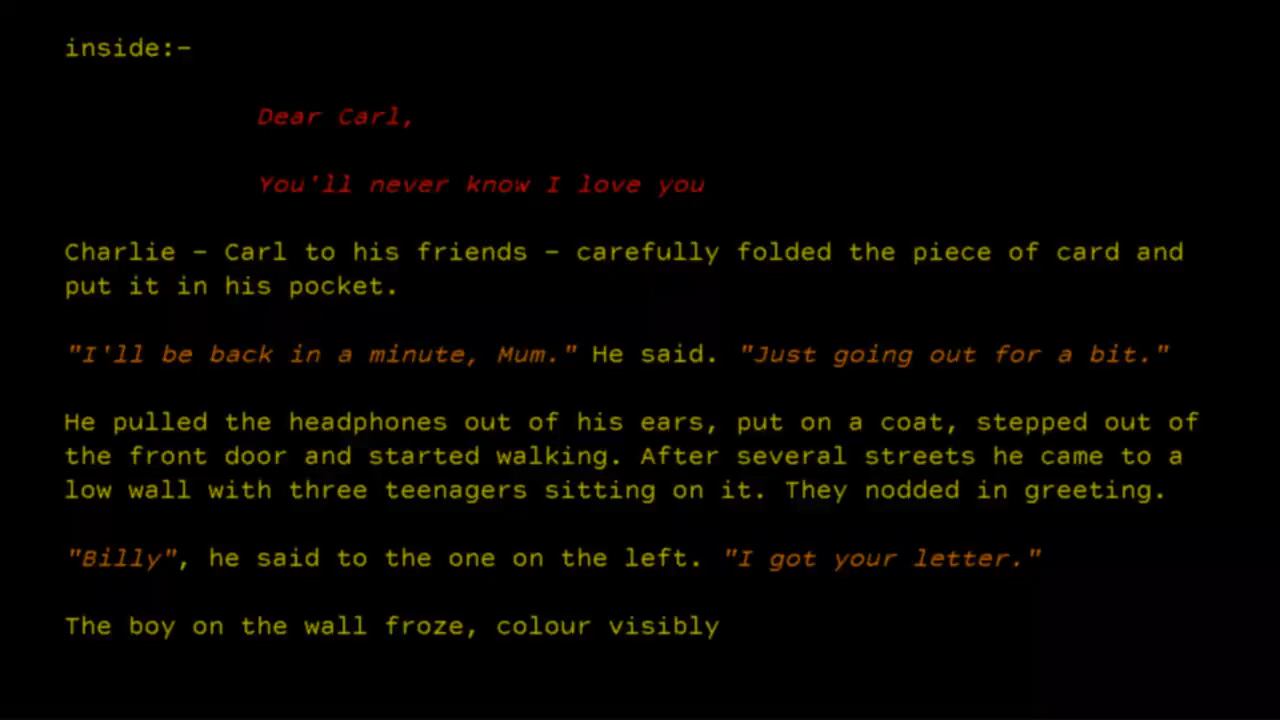 inside:-
Dear Carl,
You'll never know I love you
Charlie - Carl to his friends - carefully folded the piece of card and
put it in his pocket.
"I'll be back in a minute, Mum." He said. "Just going out for a bit."
He pulled the headphones out of his ears, put on a coat, stepped out of
the front door and started walking. After several streets he came to a
low wall with three teenagers sitting on it. They nodded in greeting.
"Billy", he said to the one on the left. "I got your letter."
The boy on the wall froze, colour visibly